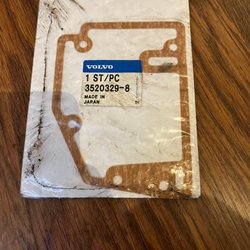 VOLVO
1 ST/PC
3520329-8
MADE IN
JAPAN